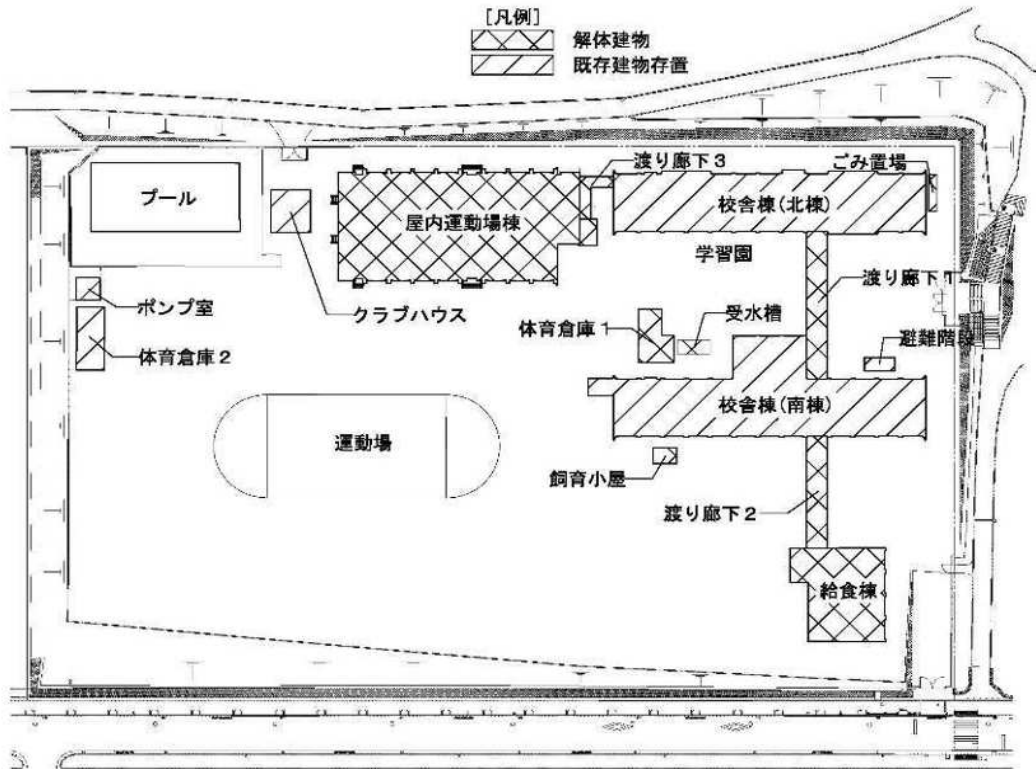 [凡例]
解体建物
既存建物存置
渡り廊下3
ごみ置場
プール
屋内運動場棟
校舎棟(北棟)
学習園
渡り廊下1
ポンプ室
クラブハウス
体育倉庫1
受水槽
避難階段
体育倉庫2
校舎棟(南棟)
運動場
飼育小屋
渡り廊下2
給食棟